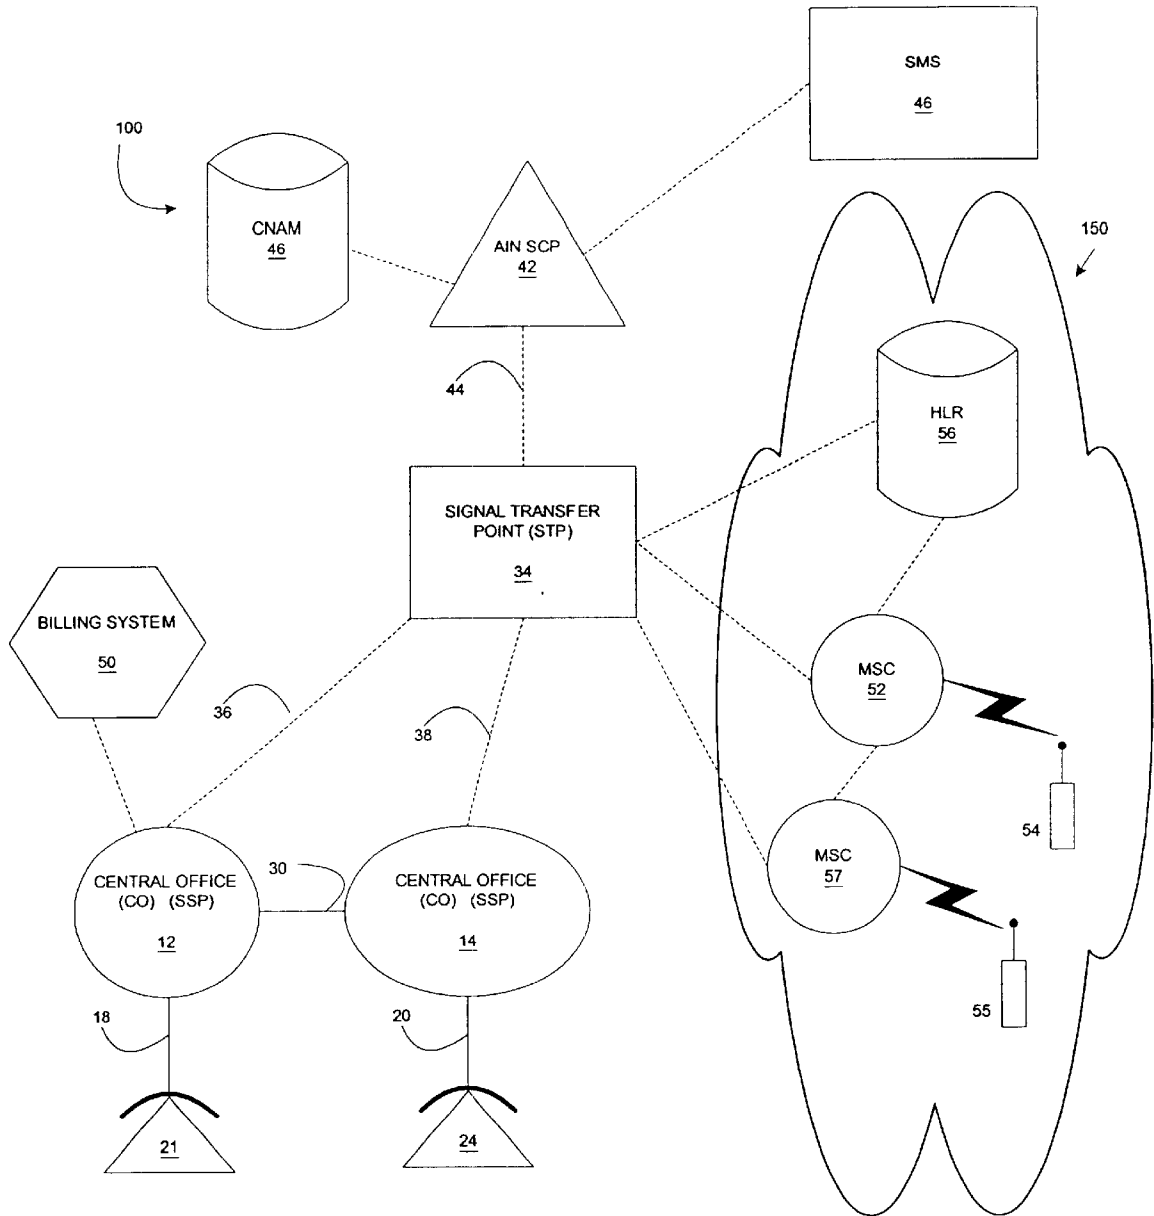 SMS
46
100
CNAM
46
AIN SCP
42
150
44
HLR
56
SIGNAL TRANSFER
POINT (STP)
34
BILLING SYSTEM
50
36
38
MSC
52
54
MSC
57
55
30
CENTRAL OFFICE
(CO) (SSP)
12
CENTRAL OFFICE
(CO) (SSP)
14
18
20
21
24